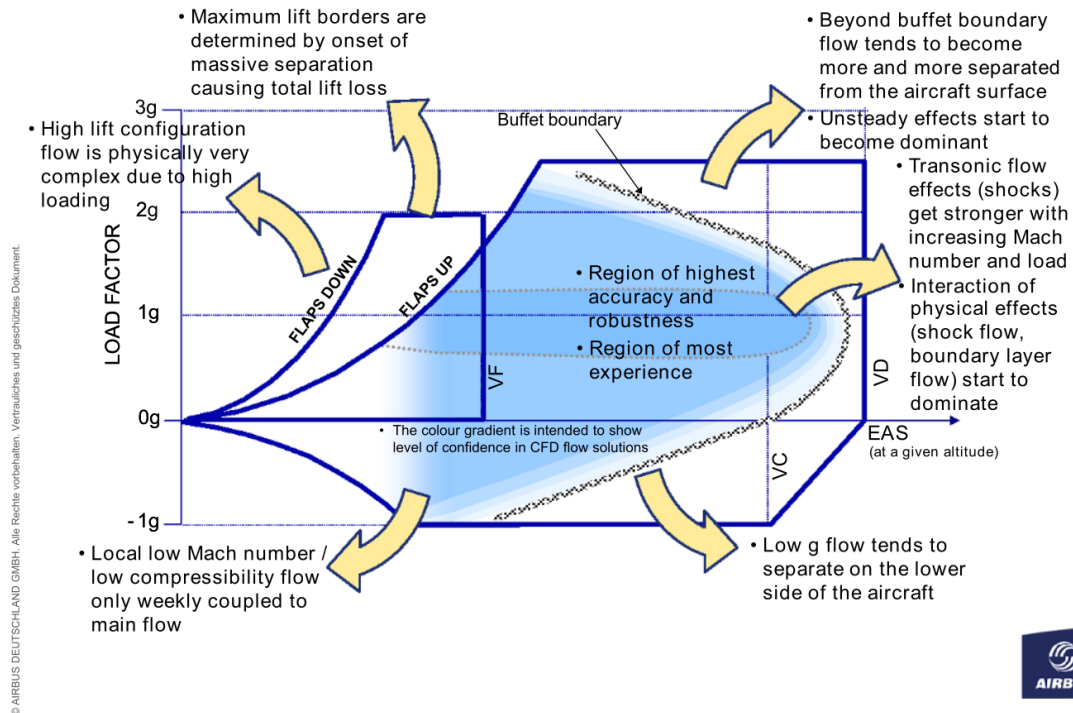 • Maximum lift borders are
determined by onset of
massive separation
causing total lift loss
• Beyond buffet boundary
flow tends to become
more and more separated
from the aircraft surface
• Unsteady effects start to
become dominant
• High lift configuration
flow is physically very
complex due to high
loading
Buffet boundary
• Transonic flow
effects (shocks)
get stronger with
increasing Mach
number and load
• Interaction of
physical effects
(shock flow,
boundary layer
flow) start to
dominate
3g
2g
1g
0g
-1g
LOAD FACTOR
FLAPS DOWN
FLAPS UP
• Region of highest
accuracy and
robustness
• Region of most
experience
VF
VD
VC
• The colour gradient is intended to show
level of confidence in CFD flow solutions
EAS
(at a given altitude)
• Local low Mach number /
low compressibility flow
only weekly coupled to
main flow
• Low g flow tends to
separate on the lower
side of the aircraft
© AIRBUS DEUTSCHLAND GMBH. Alle Rechte vorbehalten. Vertrauliches und geschütztes Dokument.